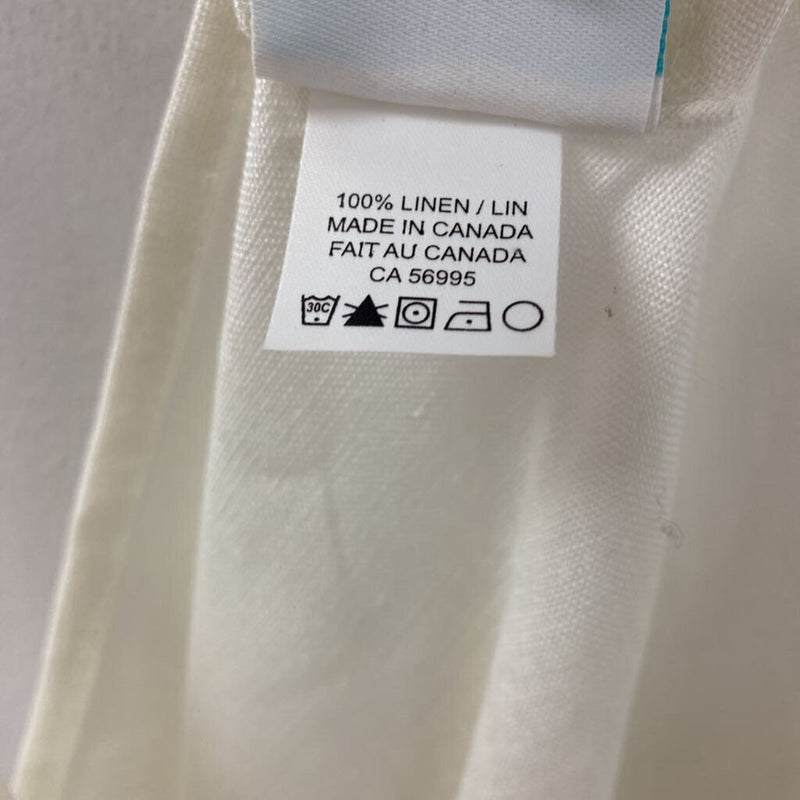 100% LINEN / LIN
MADE IN CANADA
FAIT AU CANADA
CA 56995
30C